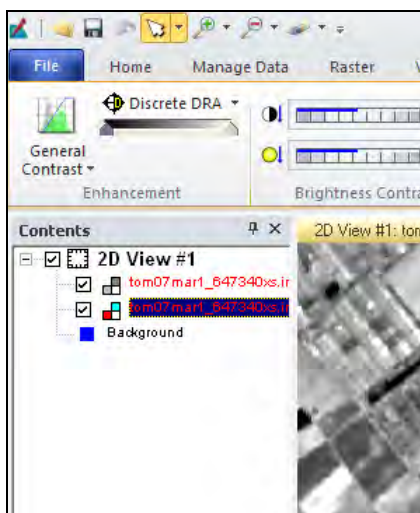 File Home Manage Data Raster V
Discrete DRA
General
Contrast
Enhancement Brightness Contra
Contents 2D View #1: tom
2D View #1
tom07mar1_647340xs.ir
tom07mar1_647340xs.ir
Background